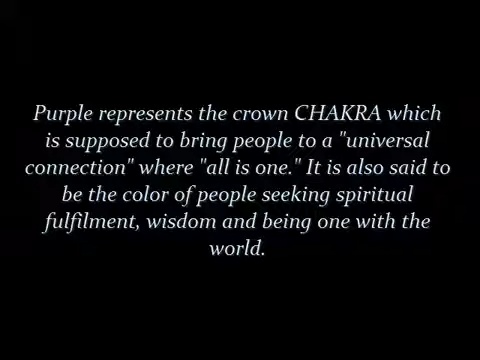 Purple represents the crown CHAKRA which
is supposed to bring people to a "universal
connection" where "all is one." It is also said to
be the color of people seeking spiritual
fulfilment, wisdom and being one with the
world.